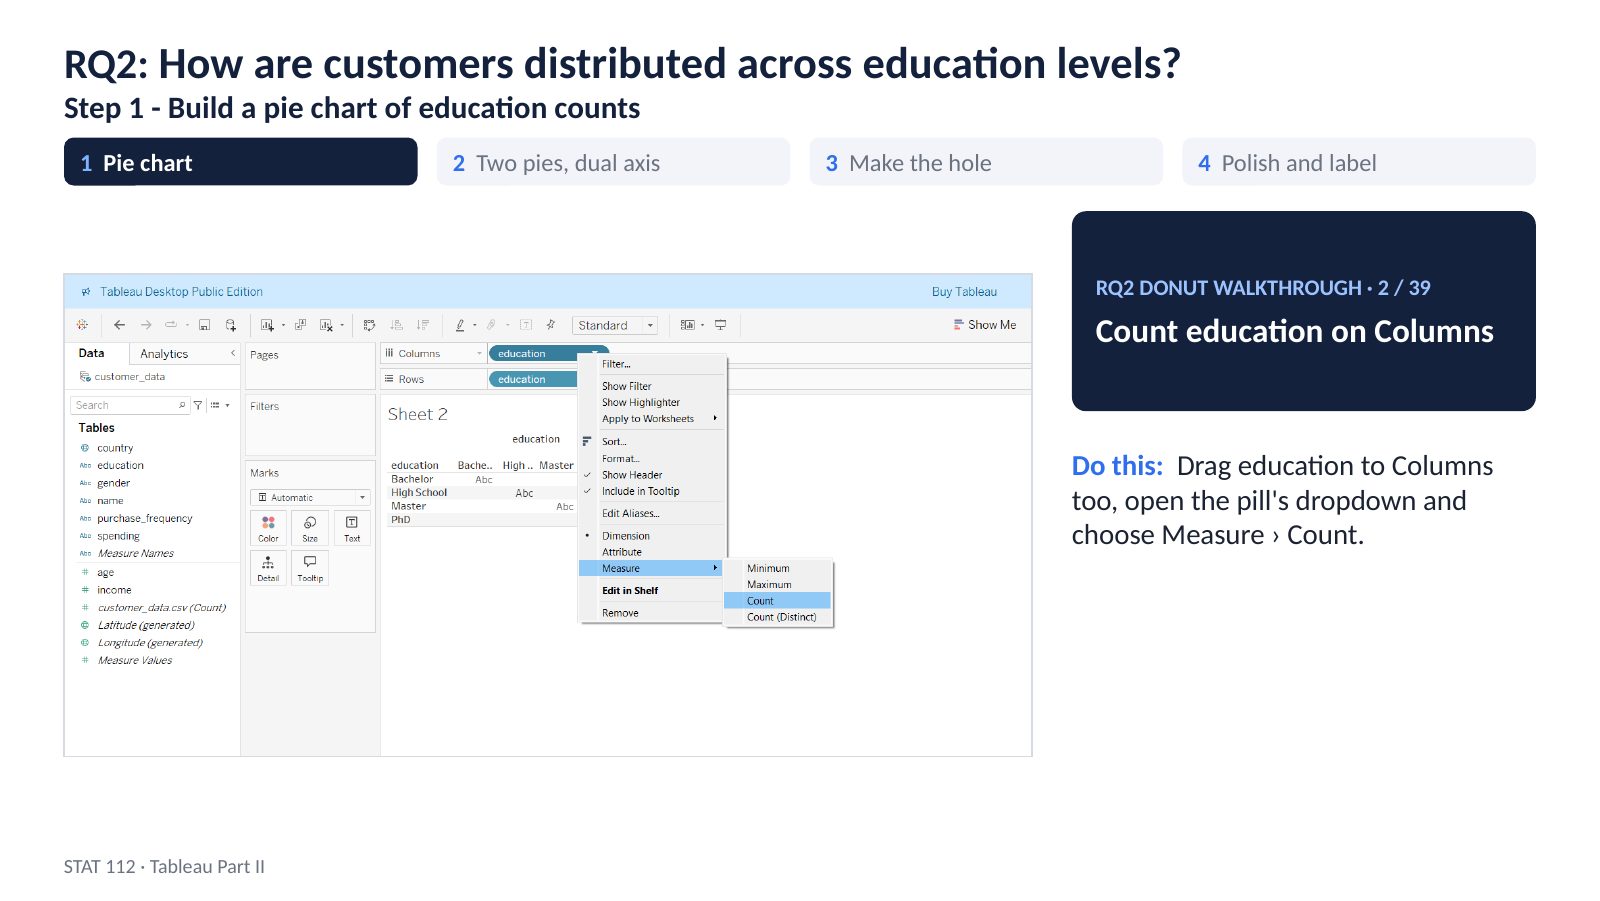 RQ2: How are customers distributed across education levels?
Step 1 - Build a pie chart of education counts
1 Pie chart
2 Two pies, dual axis
3 Make the hole
4 Polish and label
Tableau Desktop Public Edition
Buy Tableau
Standard
Show Me
Data
Analytics
customer_data
Search
Tables
country
Abc education
Abc gender
Abc name
Abc purchase_frequency
Abc spending
Abc Measure Names
# age
# income
# customer_data.csv (Count)
Latitude (generated)
Longitude (generated)
# Measure Values
Pages
Filters
Marks
Automatic
Color
Size
Text
Detail
Tooltip
Columns
education
Rows
education
Sheet 2
education
education Bache.. High .. Master
Bachelor Abc
High School Abc
Master Abc
PhD
Filter...
Show Filter
Show Highlighter
Apply to Worksheets
Sort...
Format...
Show Header
Include in Tooltip
Edit Aliases...
Dimension
Attribute
Measure
Edit in Shelf
Remove
Minimum
Maximum
Count
Count (Distinct)
RQ2 DONUT WALKTHROUGH · 2 / 39
Count education on Columns
Do this: Drag education to Columns
too, open the pill's dropdown and
choose Measure › Count.
STAT 112 · Tableau Part II